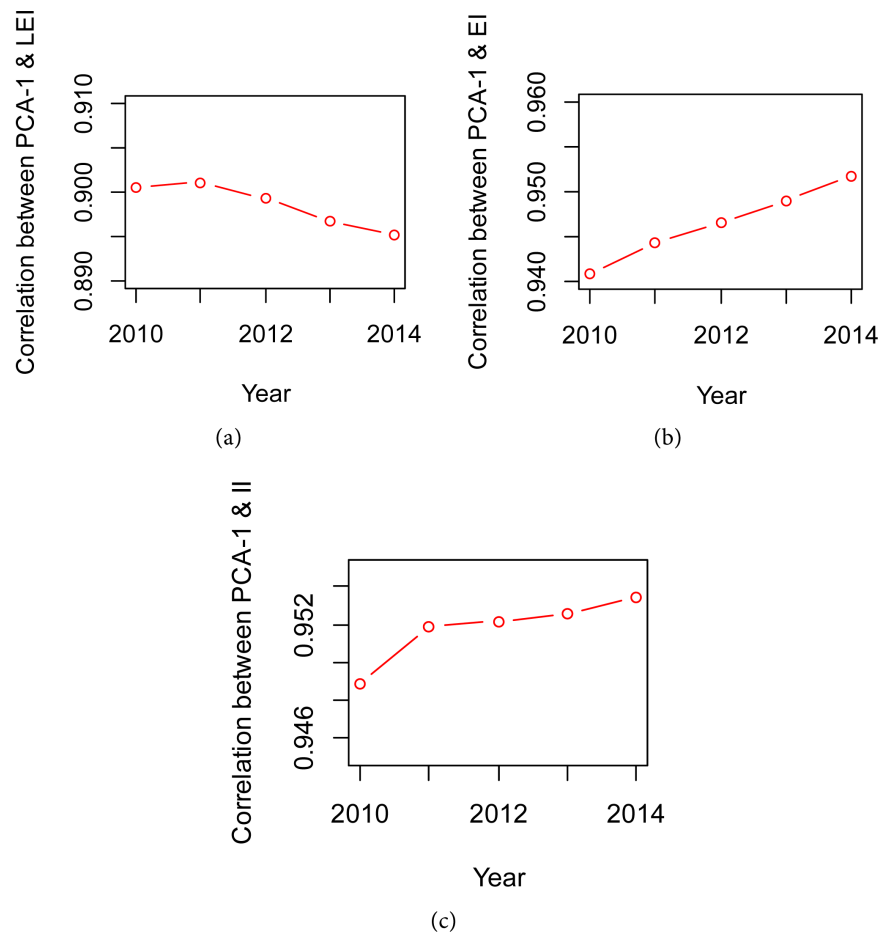 Correlation between PCA-1 & LEI
0.910
0.900
0.890
2010 2012 2014
Year
(a)
Correlation between PCA-1 & EI
0.960
0.950
0.940
2010 2012 2014
Year
(b)
Correlation between PCA-1 & II
0.952
0.946
2010 2012 2014
Year
(c)